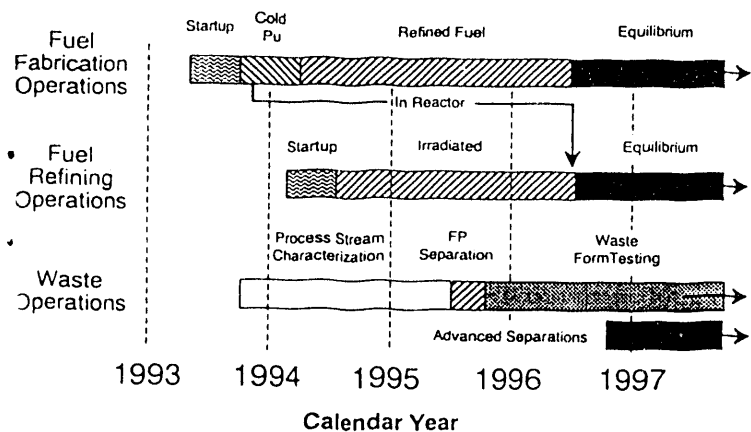 Startup
Cold
Pu
Refined Fuel
Equilibrium
Fuel
Fabrication
Operations
In Reactor
Startup
Irradiated
Equilibrium
Fuel
Refining
Operations
Process Stream
Characterization
FP
Separation
Waste
FormTesting
Waste
Operations
Advanced Separations
1993 1994 1995 1996 1997
Calendar Year